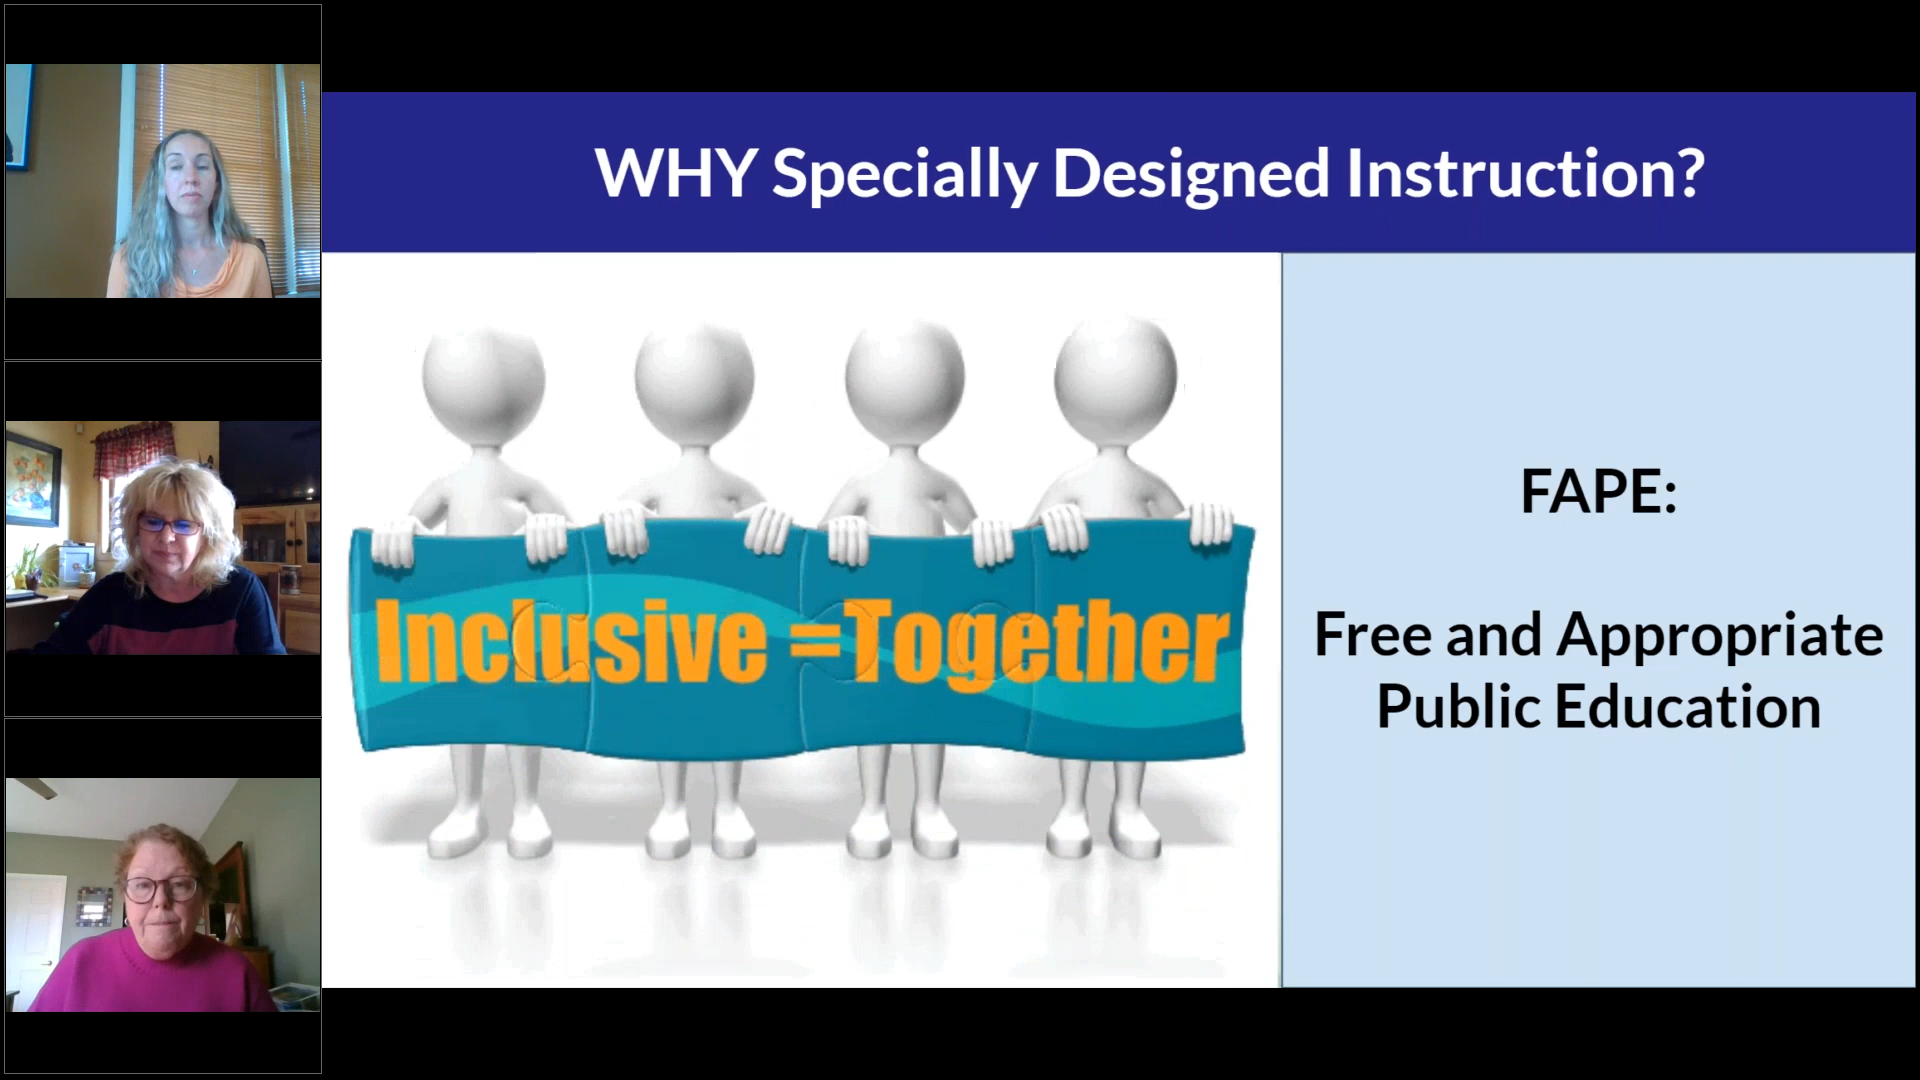 WHY Specially Designed Instruction?
Inclusive =Together
FAPE:
Free and Appropriate
Public Education